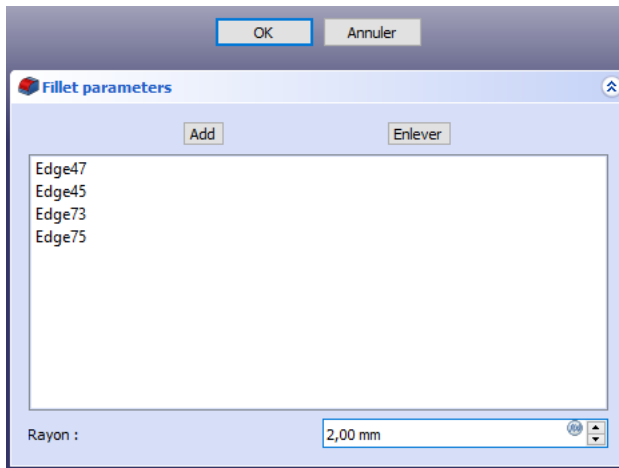 OK Annuler
Fillet parameters
Add Enlever
Edge47
Edge45
Edge73
Edge75
Rayon : 2,00 mm